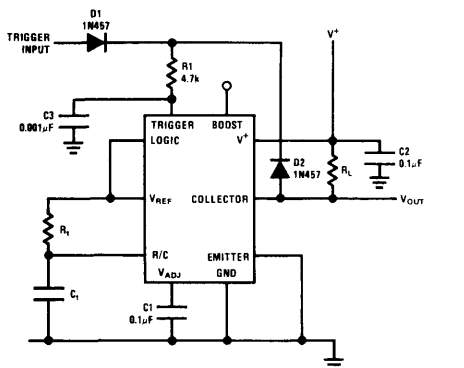 D1
1N457
TRIGGER
INPUT
V+
R1
4.7k
C3
0.001μF
TRIGGER
BOOST
LOGIC
V+
C2
0.1μF
D2
1N457
RL
VREF
COLLECTOR
VOUT
Rt
R/C
EMITTER
VADJ
GND
Ct
C1
0.1μF